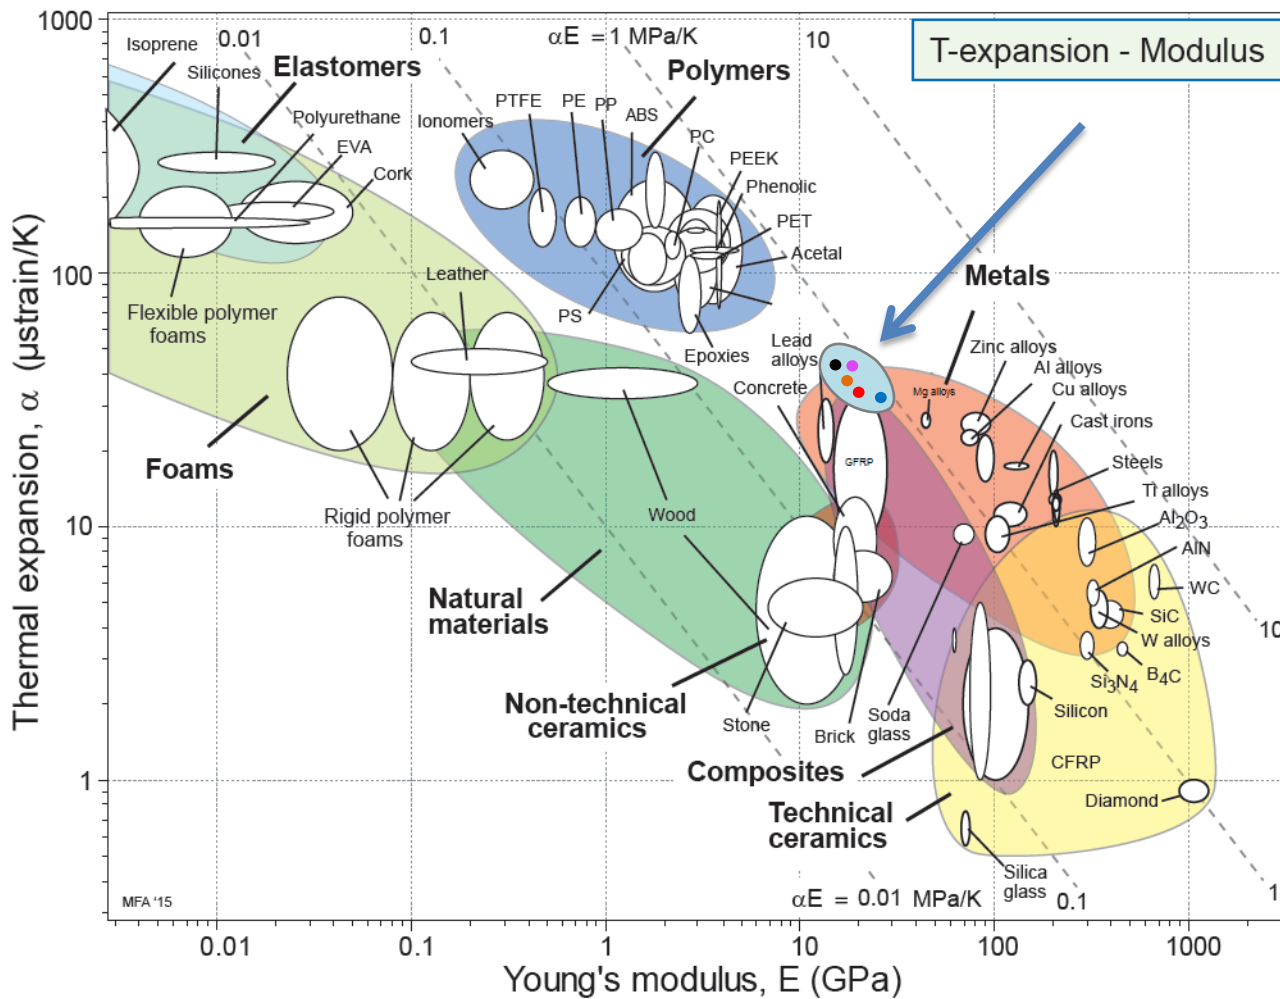 1000
0.01
0.1
αE = 1 MPa/K
10
T-expansion - Modulus
Isoprene
Silicones
Elastomers
Polymers
Polyurethane
EVA
Cork
Ionomers
PTFE
PE
PP
ABS
PC
PEEK
Phenolic
PET
Acetal
100
Metals
Leather
Flexible polymer
foams
PS
Epoxies
Lead
alloys
Zinc alloys
Al alloys
Cu alloys
Cast irons
Concrete
Mg alloys
GFRP
Steels
Ti alloys
Al2O3
AlN
WC
SiC
W alloys
B4C
Si3N4
Foams
Rigid polymer
foams
Wood
10
Natural
materials
10
Non-technical
ceramics
Stone
Brick
Soda
glass
Silicon
Composites
CFRP
1
Technical
ceramics
Diamond
Silica
glass
MFA '15
αE = 0.01 MPa/K
0.1
1
0.01
0.1
1
10
100
1000
Young's modulus, E (GPa)
Thermal expansion, α (µstrain/K)